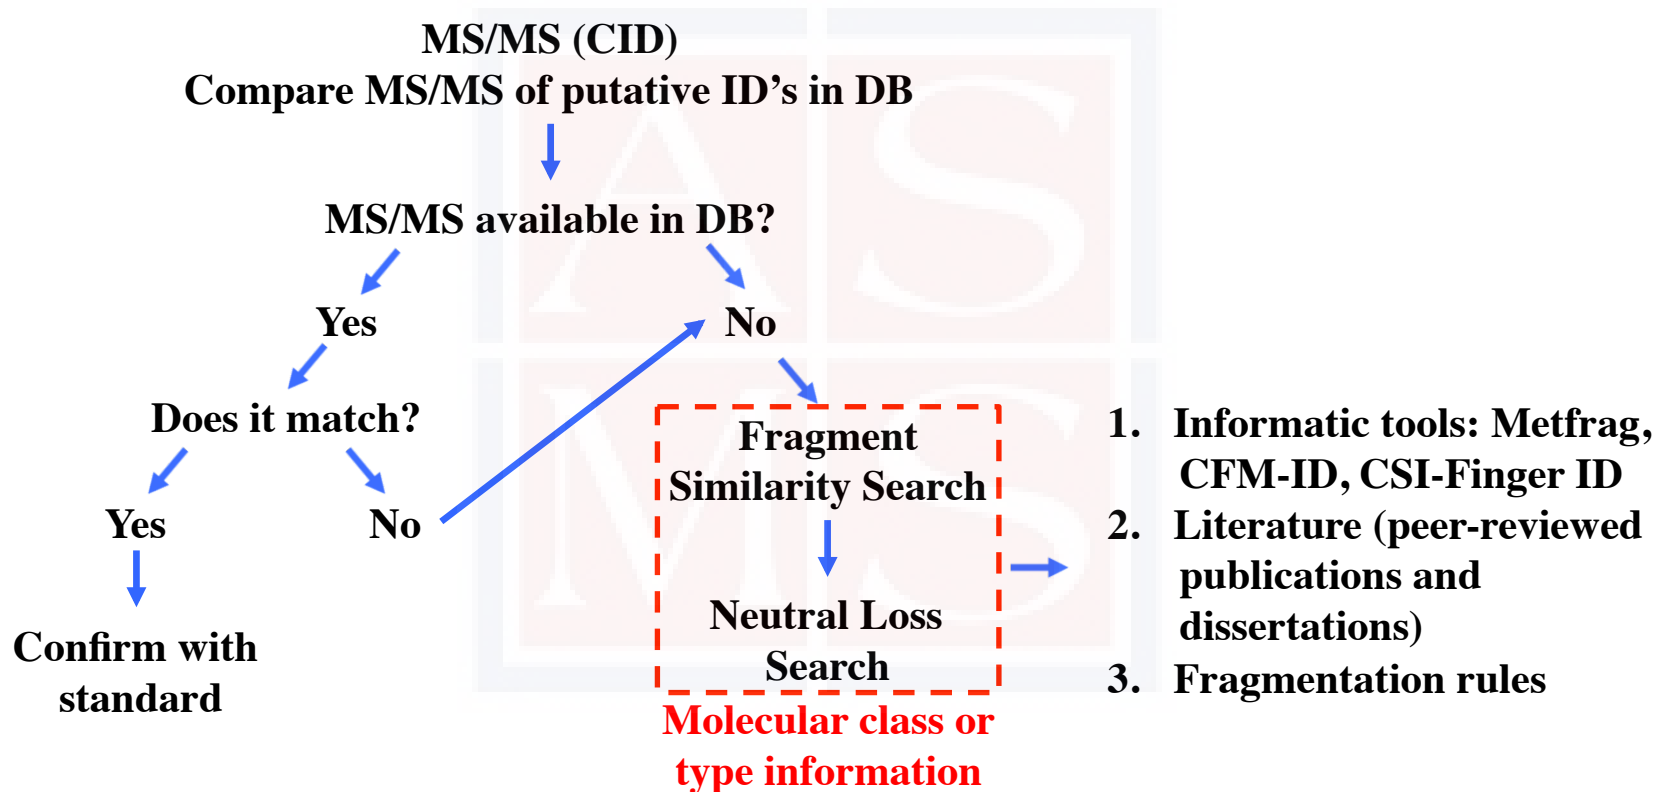 MS/MS (CID)
Compare MS/MS of putative ID’s in DB
MS/MS available in DB?
Yes
No
Does it match?
Yes
No
Confirm with
standard
Fragment
Similarity Search
Neutral Loss
Search
Molecular class or
type information
1. Informatic tools: Metfrag,
CFM-ID, CSI-Finger ID
2. Literature (peer-reviewed
publications and
dissertations)
3. Fragmentation rules
A S
M S